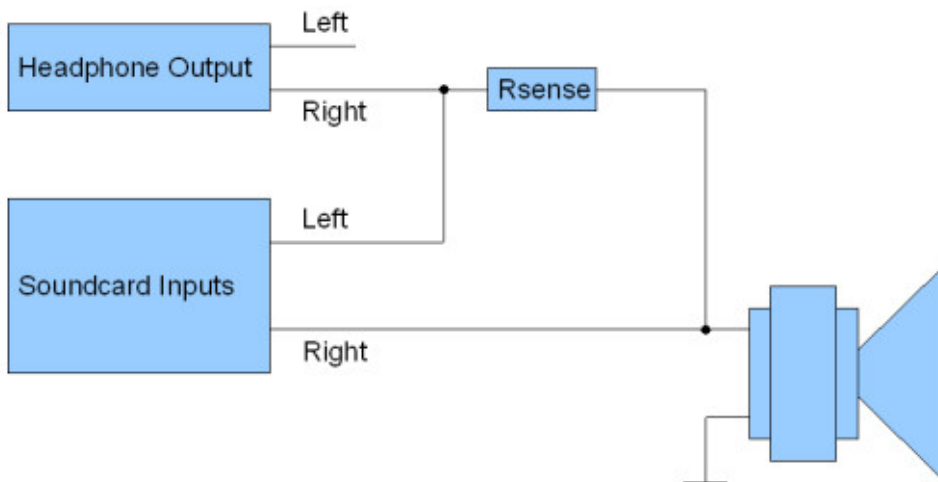 Left
Headphone Output
Right
Rsense
Left
Soundcard Inputs
Right